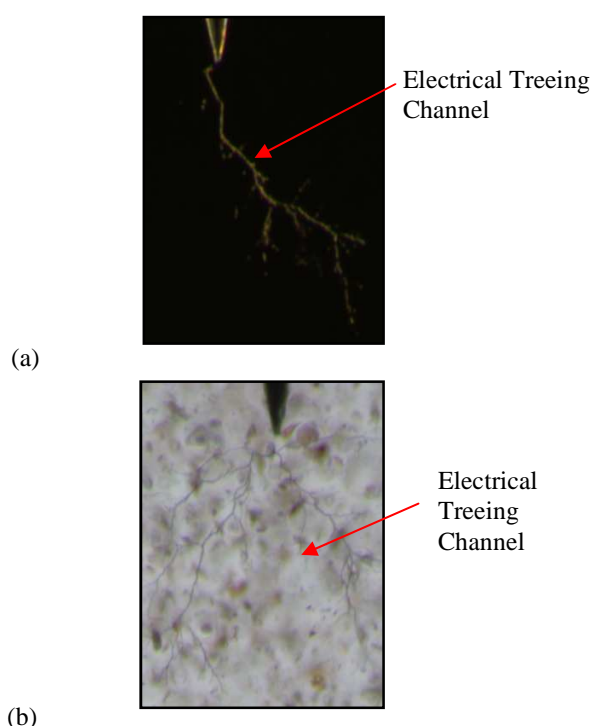 Electrical Treeing
Channel
(a)
Electrical
Treeing
Channel
(b)